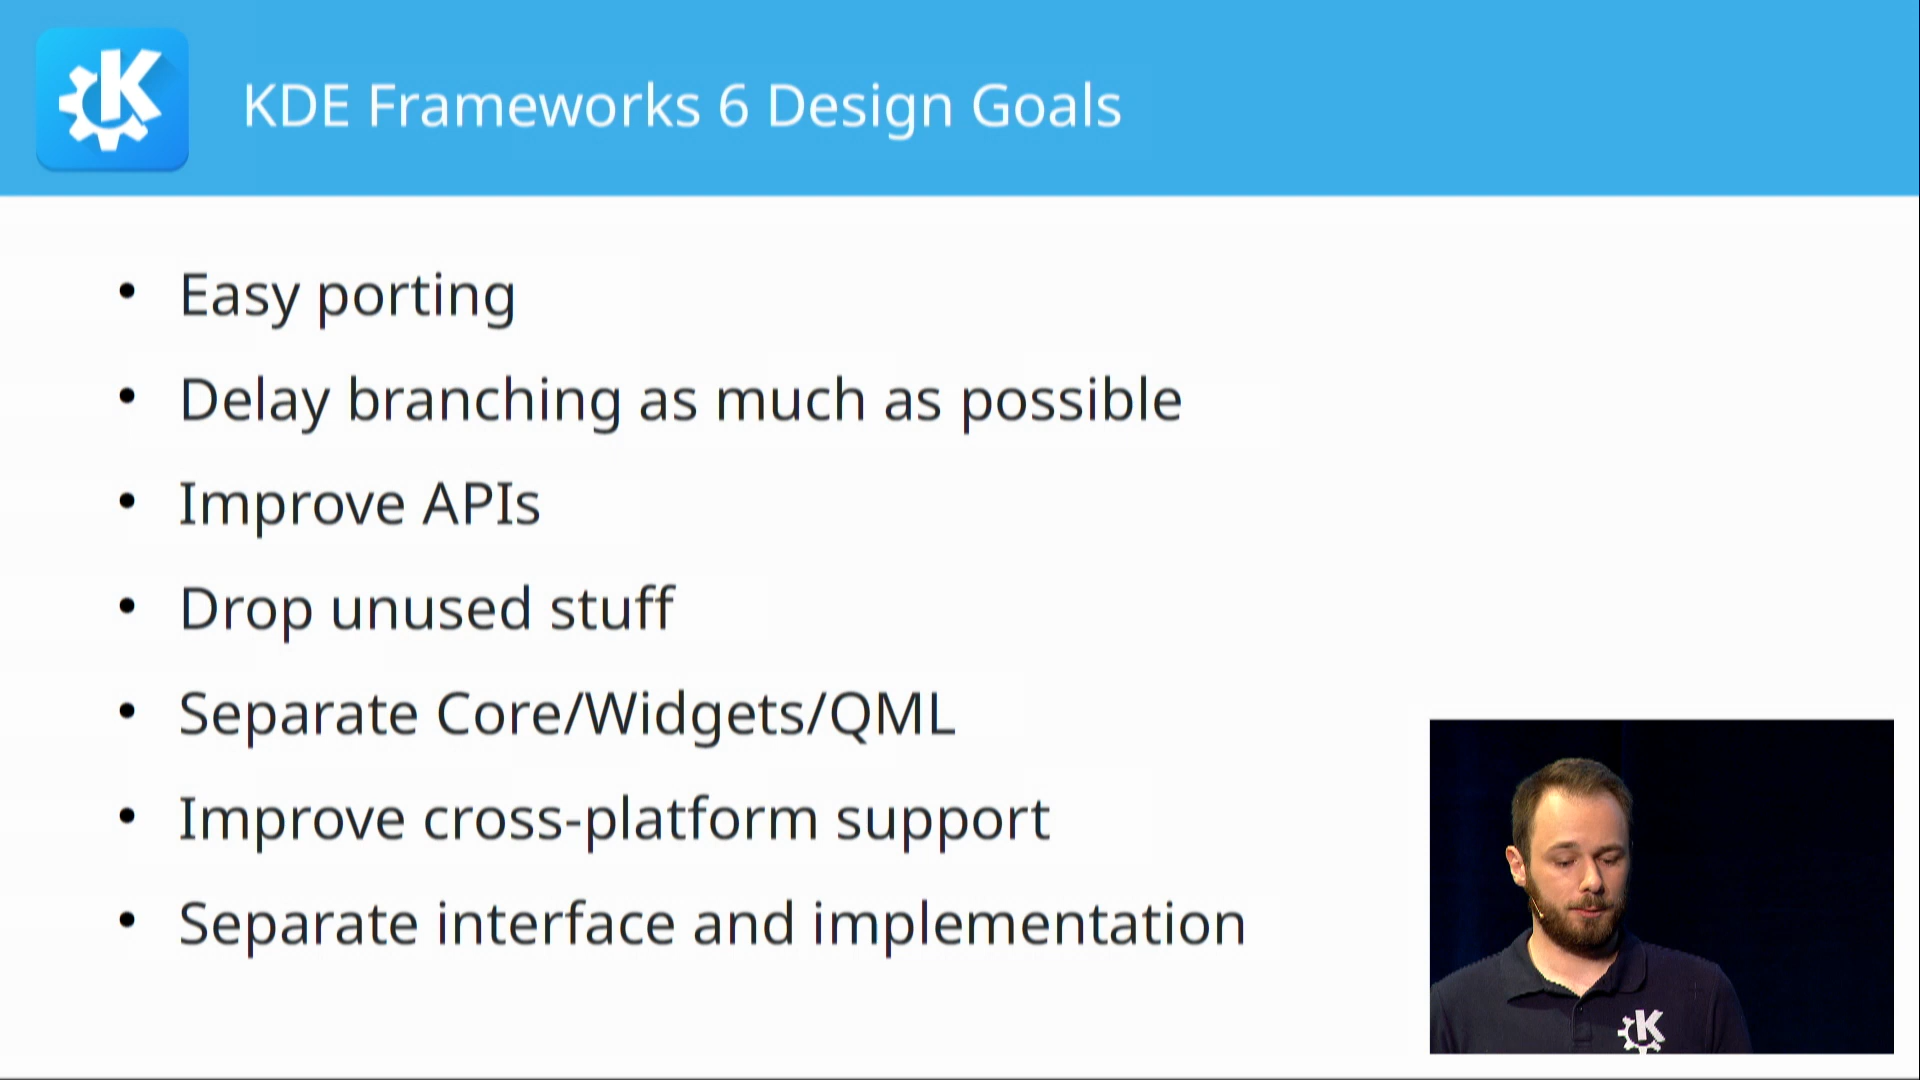 KDE Frameworks 6 Design Goals
• Easy porting
• Delay branching as much as possible
• Improve APIs
• Drop unused stuff
• Separate Core/Widgets/QML
• Improve cross-platform support
• Separate interface and implementation